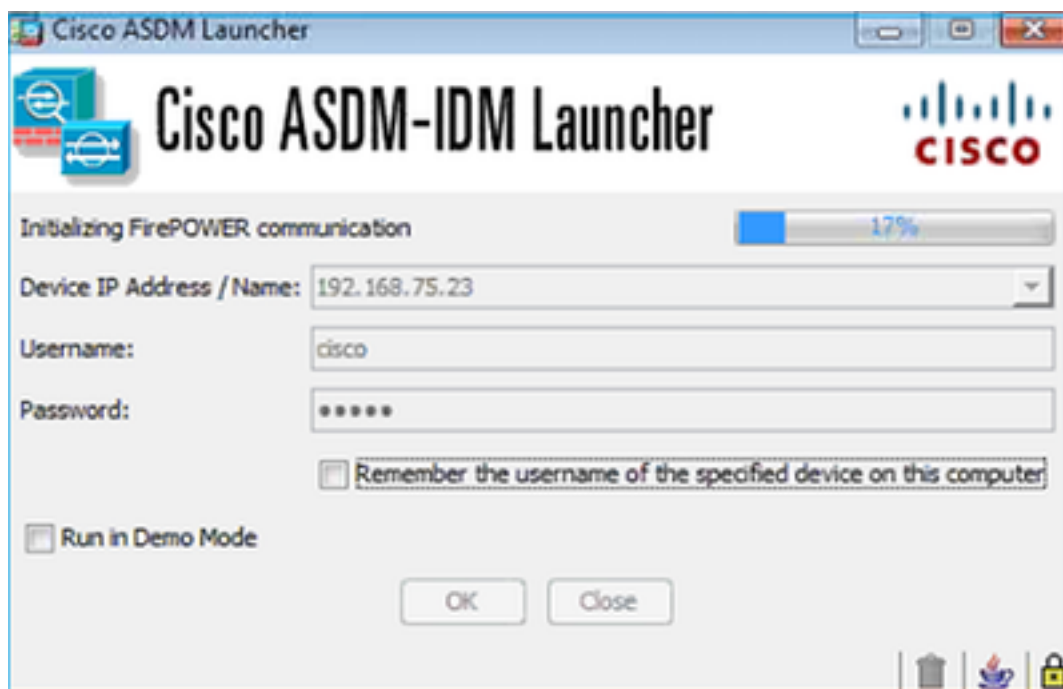 Cisco ASDM Launcher
Cisco ASDM-IDM Launcher
CISCO
Initializing FirePOWER communication 17%
Device IP Address / Name: 192.168.75.23
Username: cisco
Password: •••••
Remember the username of the specified device on this computer
Run in Demo Mode
OK Close